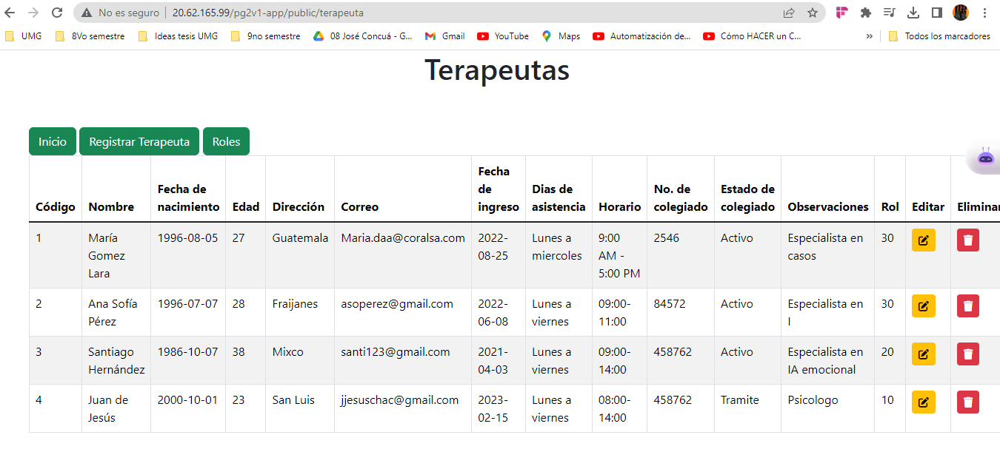 No es seguro 20.62.165.99/pg2v1-app/public/terapeuta
UMG 8Vo semestre Ideas tesis UMG 9no semestre 08 José Concuá - G... Gmail YouTube Maps Automatización de... Cómo HACER un C... » Todos los marcadores
Terapeutas
Inicio Registrar Terapeuta Roles
Código Nombre Fecha de nacimiento Edad Dirección Correo Fecha de ingreso Dias de asistencia Horario No. de colegiado Estado de colegiado Observaciones Rol Editar Eliminar
1 María Gomez Lara 1996-08-05 27 Guatemala Maria.daa@coralsa.com 2022-08-25 Lunes a miercoles 9:00 AM - 5:00 PM 2546 Activo Especialista en casos 30
2 Ana Sofía Pérez 1996-07-07 28 Fraijanes asoperez@gmail.com 2022-06-08 Lunes a viernes 09:00-11:00 84572 Activo Especialista en I 30
3 Santiago Hernández 1986-10-07 38 Mixco santi123@gmail.com 2021-04-03 Lunes a viernes 09:00-14:00 458762 Activo Especialista en IA emocional 20
4 Juan de Jesús 2000-10-01 23 San Luis jjesuschac@gmail.com 2023-02-15 Lunes a viernes 08:00-14:00 458762 Tramite Psicologo 10